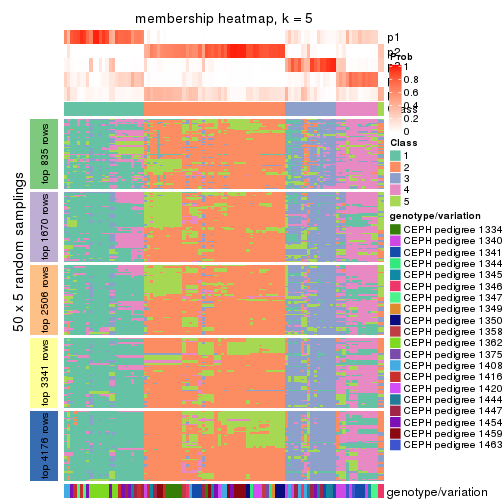 membership heatmap, k = 5
p1
p2
Prob
1
0.8
0.6
0.4
0.2
0
Class
1
2
3
4
5
genotype/variation
CEPH pedigree 1334
CEPH pedigree 1340
CEPH pedigree 1341
CEPH pedigree 1344
CEPH pedigree 1345
CEPH pedigree 1346
CEPH pedigree 1347
CEPH pedigree 1349
CEPH pedigree 1350
CEPH pedigree 1358
CEPH pedigree 1362
CEPH pedigree 1375
CEPH pedigree 1408
CEPH pedigree 1416
CEPH pedigree 1420
CEPH pedigree 1444
CEPH pedigree 1447
CEPH pedigree 1454
CEPH pedigree 1459
CEPH pedigree 1463
50 x 5 random samplings
top 835 rows
top 1670 rows
top 2506 rows
top 3341 rows
top 4176 rows
genotype/variation